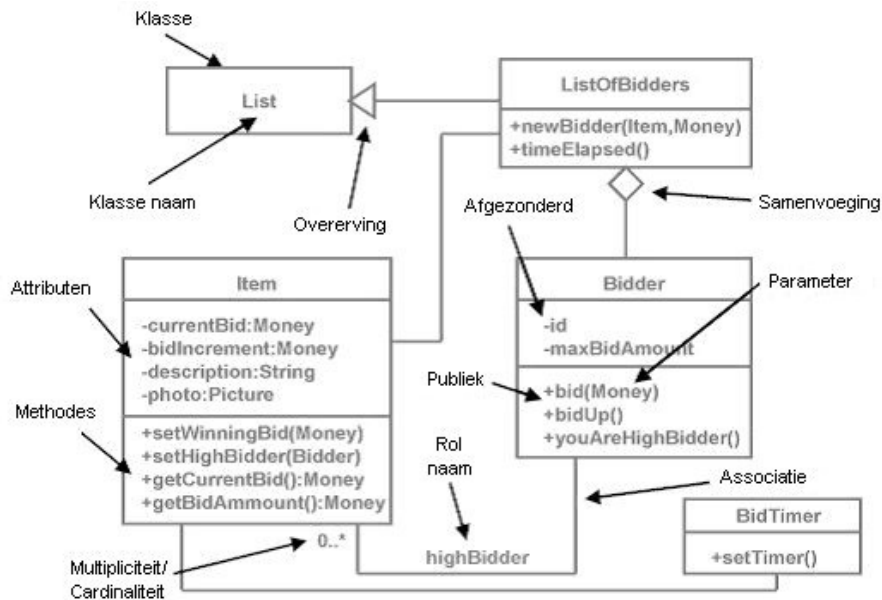 Klasse
List
ListOfBidders
+newBidder(Item,Money)
+timeElapsed()
Klasse naam
Overerving
Afgezonderd
Samenvoeging
Attributen
Item
-currentBid:Money
-bidIncrement:Money
-description:String
-photo:Picture
Methodes
+setWinningBid(Money)
+setHighBidder(Bidder)
+getCurrentBid():Money
+getBidAmmount():Money
Bidder
Parameter
-id
-maxBidAmount
Publiek
+bid(Money)
+bidUp()
+youAreHighBidder()
Rol
naam
Associatie
BidTimer
+setTimer()
0..*
highBidder
Multipliciteit/
Cardinaliteit